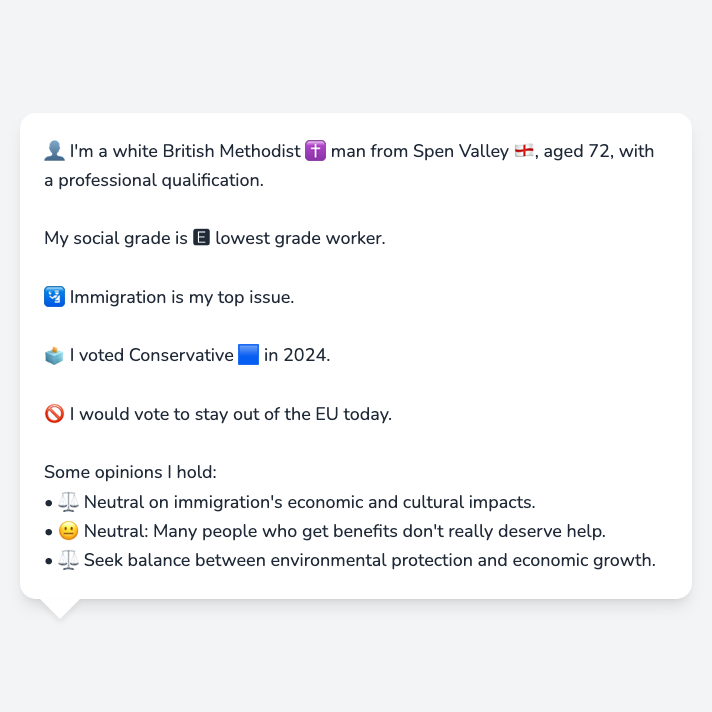 👤 I'm a white British Methodist ✝️ man from Spen Valley 🏴󠁧󠁢󠁥󠁮󠁧󠁿, aged 72, with
a professional qualification.
My social grade is 🅴 lowest grade worker.
🛂 Immigration is my top issue.
🗳️ I voted Conservative 🟦 in 2024.
🚫 I would vote to stay out of the EU today.
Some opinions I hold:
• ⚖️ Neutral on immigration's economic and cultural impacts.
• 😐 Neutral: Many people who get benefits don't really deserve help.
• ⚖️ Seek balance between environmental protection and economic growth.